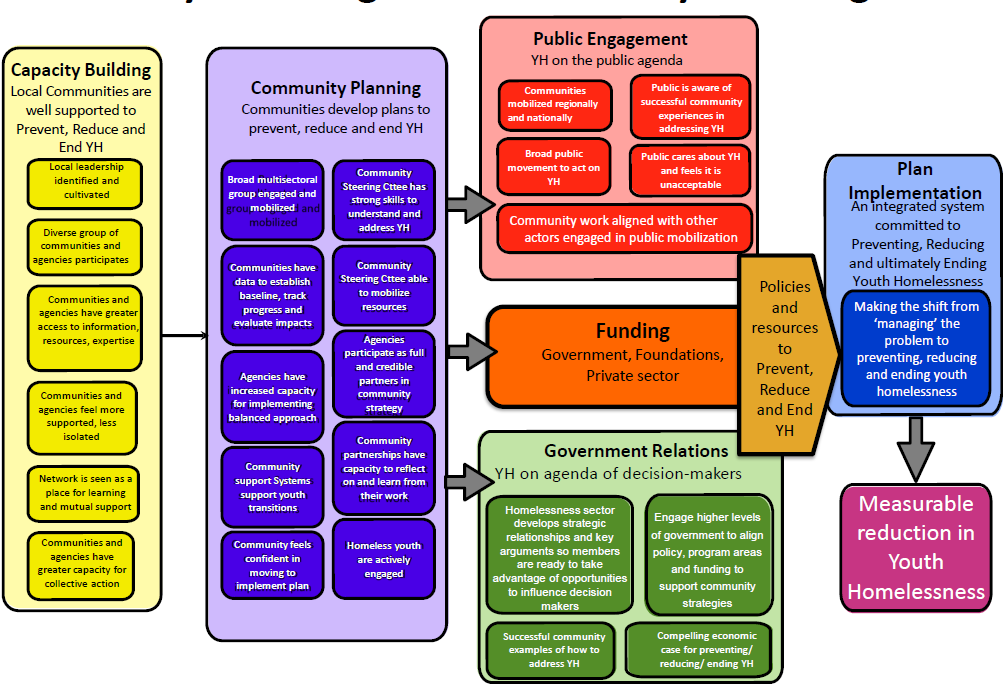 Capacity Building
Local Communities are
well supported to
Prevent, Reduce and
End YH
Local leadership
identified and
cultivated
Diverse group of
communities and
agencies participates
Communities and
agencies have greater
access to information,
resources, expertise
Communities and
agencies feel more
supported, less
isolated
Network is seen as a
place for learning
and mutual support
Communities and
agencies have
greater capacity for
collective action
Community Planning
Communities develop plans to
prevent, reduce and end YH
Broad multisectoral
group engaged and
mobilized
Communities have
data to establish
baseline, track
progress and
evaluate impacts
Agencies have
increased capacity
for implementing
balanced approach
Community
support Systems
support youth
transitions
Community feels
confident in
moving to
implement plan
Community
Steering Cttee has
strong skills to
understand and
address YH
Community
Steering Cttee able
to mobilize
resources
Agencies
participate as full
and credible
partners in
community
strategy
Community
partnerships have
capacity to reflect
on and learn from
their work
Homeless youth
are actively
engaged
Public Engagement
YH on the public agenda
Communities
mobilized regionally
and nationally
Public is aware of
successful community
experiences in
addressing YH
Broad public
movement to act on
YH
Public cares about YH
and feels it is
unacceptable
Community work aligned with other
actors engaged in public mobilization
Funding
Government, Foundations,
Private sector
Government Relations
YH on agenda of decision-makers
Homelessness sector
develops strategic
relationships and key
arguments so members
are ready to take
advantage of opportunities
to influence decision
makers
Engage higher levels
of government to align
policy, program areas
and funding to
support community
strategies
Successful community
examples of how to
address YH
Compelling economic
case for preventing/
reducing/ ending YH
Policies
and
resources
to
Prevent,
Reduce
and End
YH
Plan
Implementation
An integrated system
committed to
Preventing, Reducing
and ultimately Ending
Youth Homelessness
Making the shift from
‘managing’ the
problem to
preventing, reducing
and ending youth
homelessness
Measurable
reduction in
Youth
Homelessness